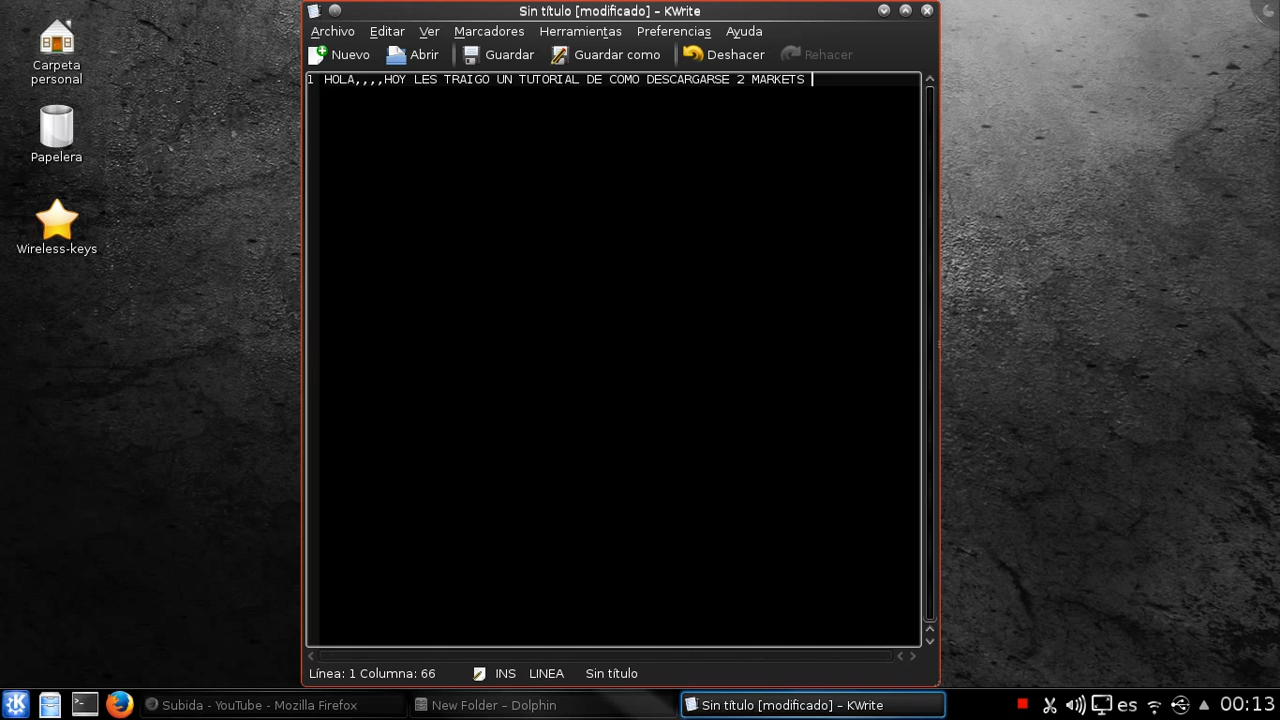 Sin título [modificado] – KWrite
Archivo Editar Ver Marcadores Herramientas Preferencias Ayuda
Nuevo Abrir Guardar Guardar como Deshacer Rehacer
1 HOLA,,,,HOY LES TRAIGO UN TUTORIAL DE COMO DESCARGARSE 2 MARKETS
Carpeta
personal
Papelera
Wireless-keys
Línea: 1 Columna: 66 INS LINEA Sin título
Subida - YouTube - Mozilla Firefox New Folder – Dolphin Sin título [modificado] – KWrite es 00:13